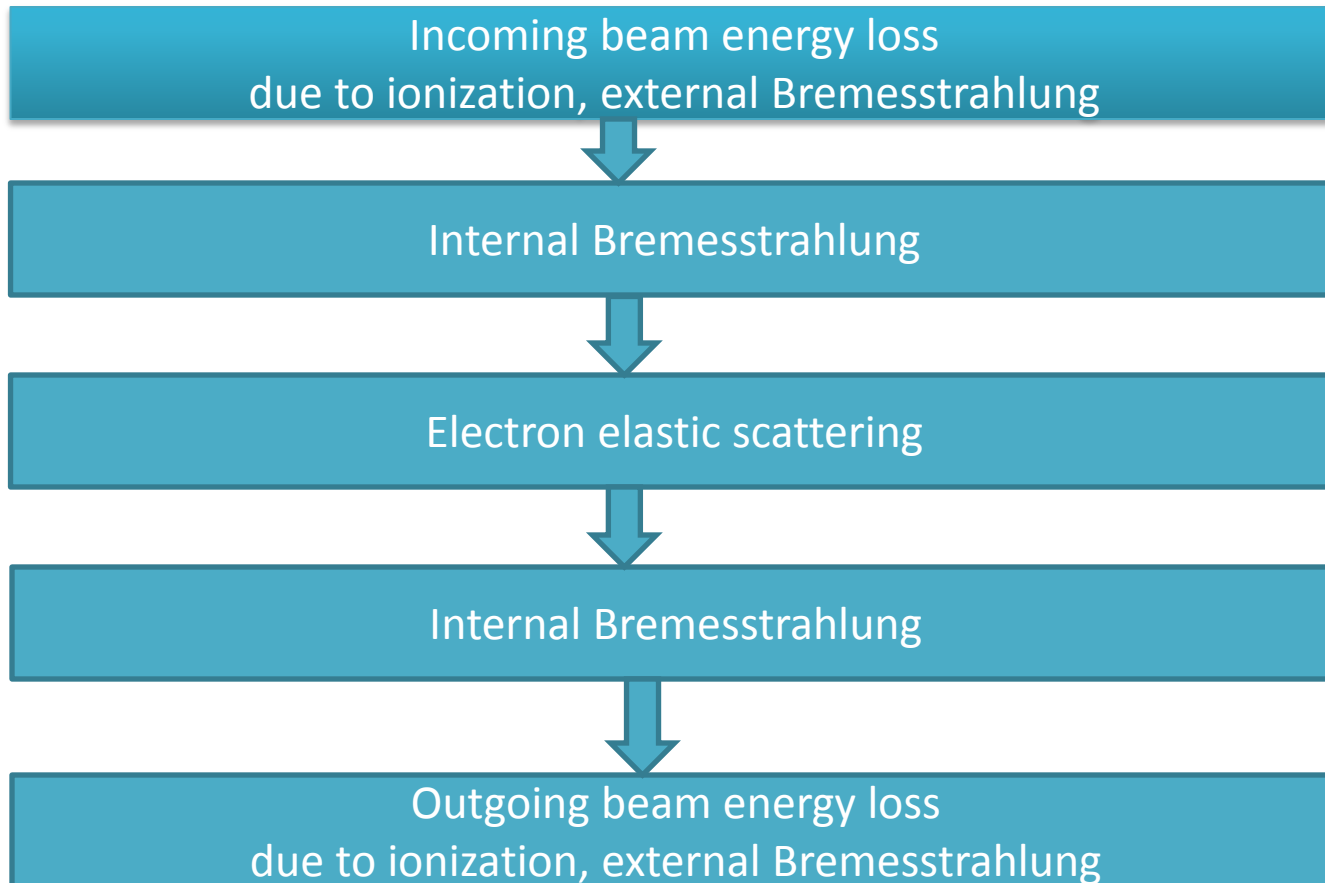 Incoming beam energy loss
due to ionization, external Bremesstrahlung
Internal Bremesstrahlung
Electron elastic scattering
Internal Bremesstrahlung
Outgoing beam energy loss
due to ionization, external Bremesstrahlung